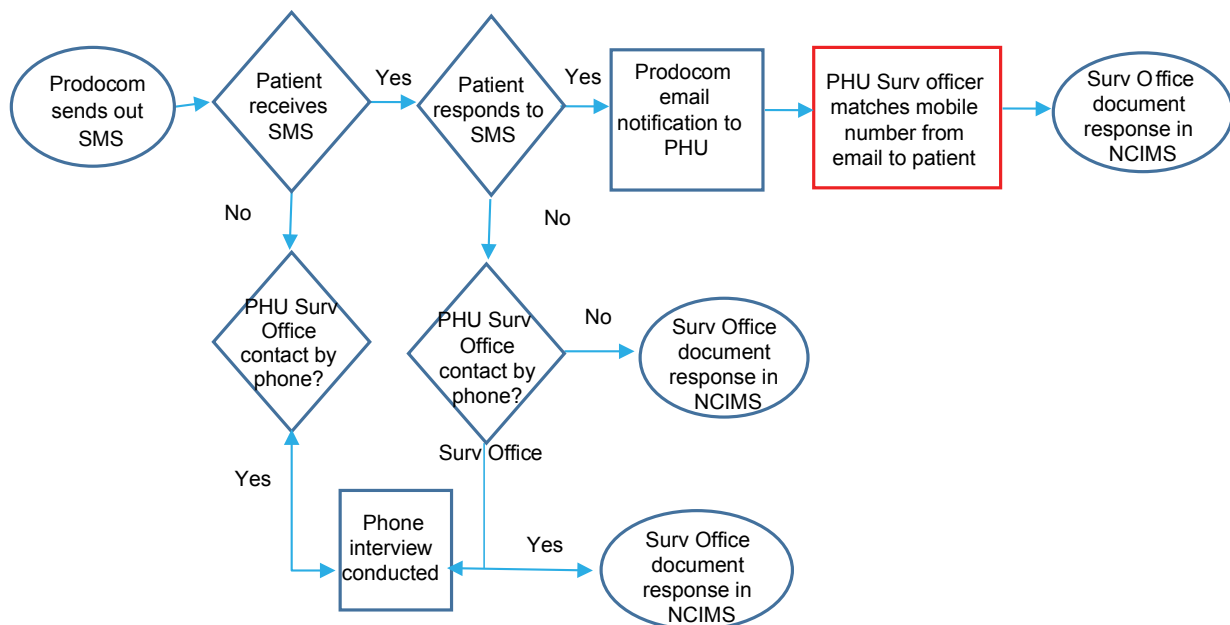 Prodocom
sends out
SMS
Patient
receives
SMS
Yes
Patient
responds to
SMS
Yes
Prodocom
email
notification to
PHU
PHU Surv officer
matches mobile
number from
email to patient
Surv Office
document
response in
NCIMS
No
No
PHU Surv
Office
contact by
phone?
PHU Surv
Office
contact by
phone?
No
Surv Office
document
response in
NCIMS
Surv Office
Yes
Phone
interview
conducted
Yes
Surv Office
document
response in
NCIMS